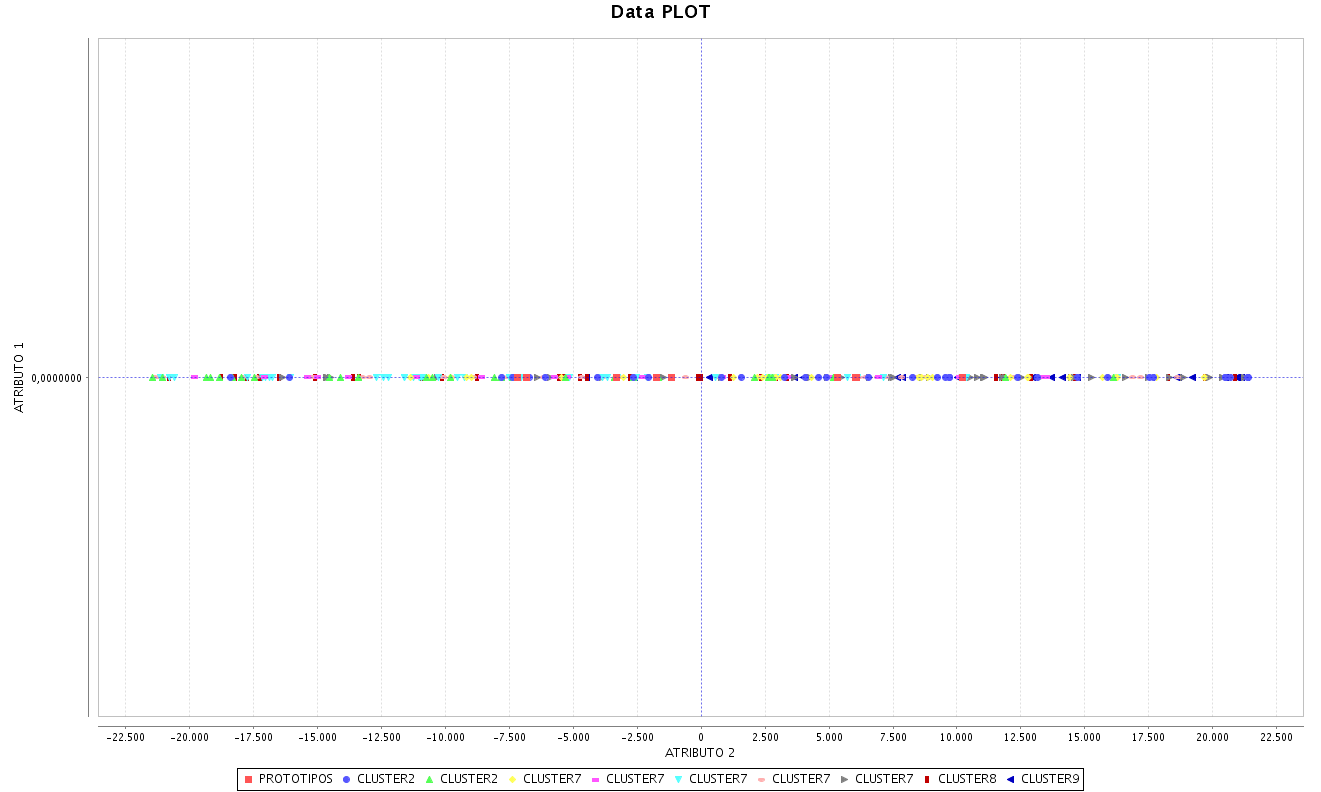 Data PLOT
ATRIBUTO 1
0,0000000
-22.500 -20.000 -17.500 -15.000 -12.500 -10.000 -7.500 -5.000 -2.500 0 2.500 5.000 7.500 10.000 12.500 15.000 17.500 20.000 22.500
ATRIBUTO 2
PROTOTIPOS CLUSTER2 CLUSTER2 CLUSTER7 CLUSTER7 CLUSTER7 CLUSTER7 CLUSTER7 CLUSTER8 CLUSTER9